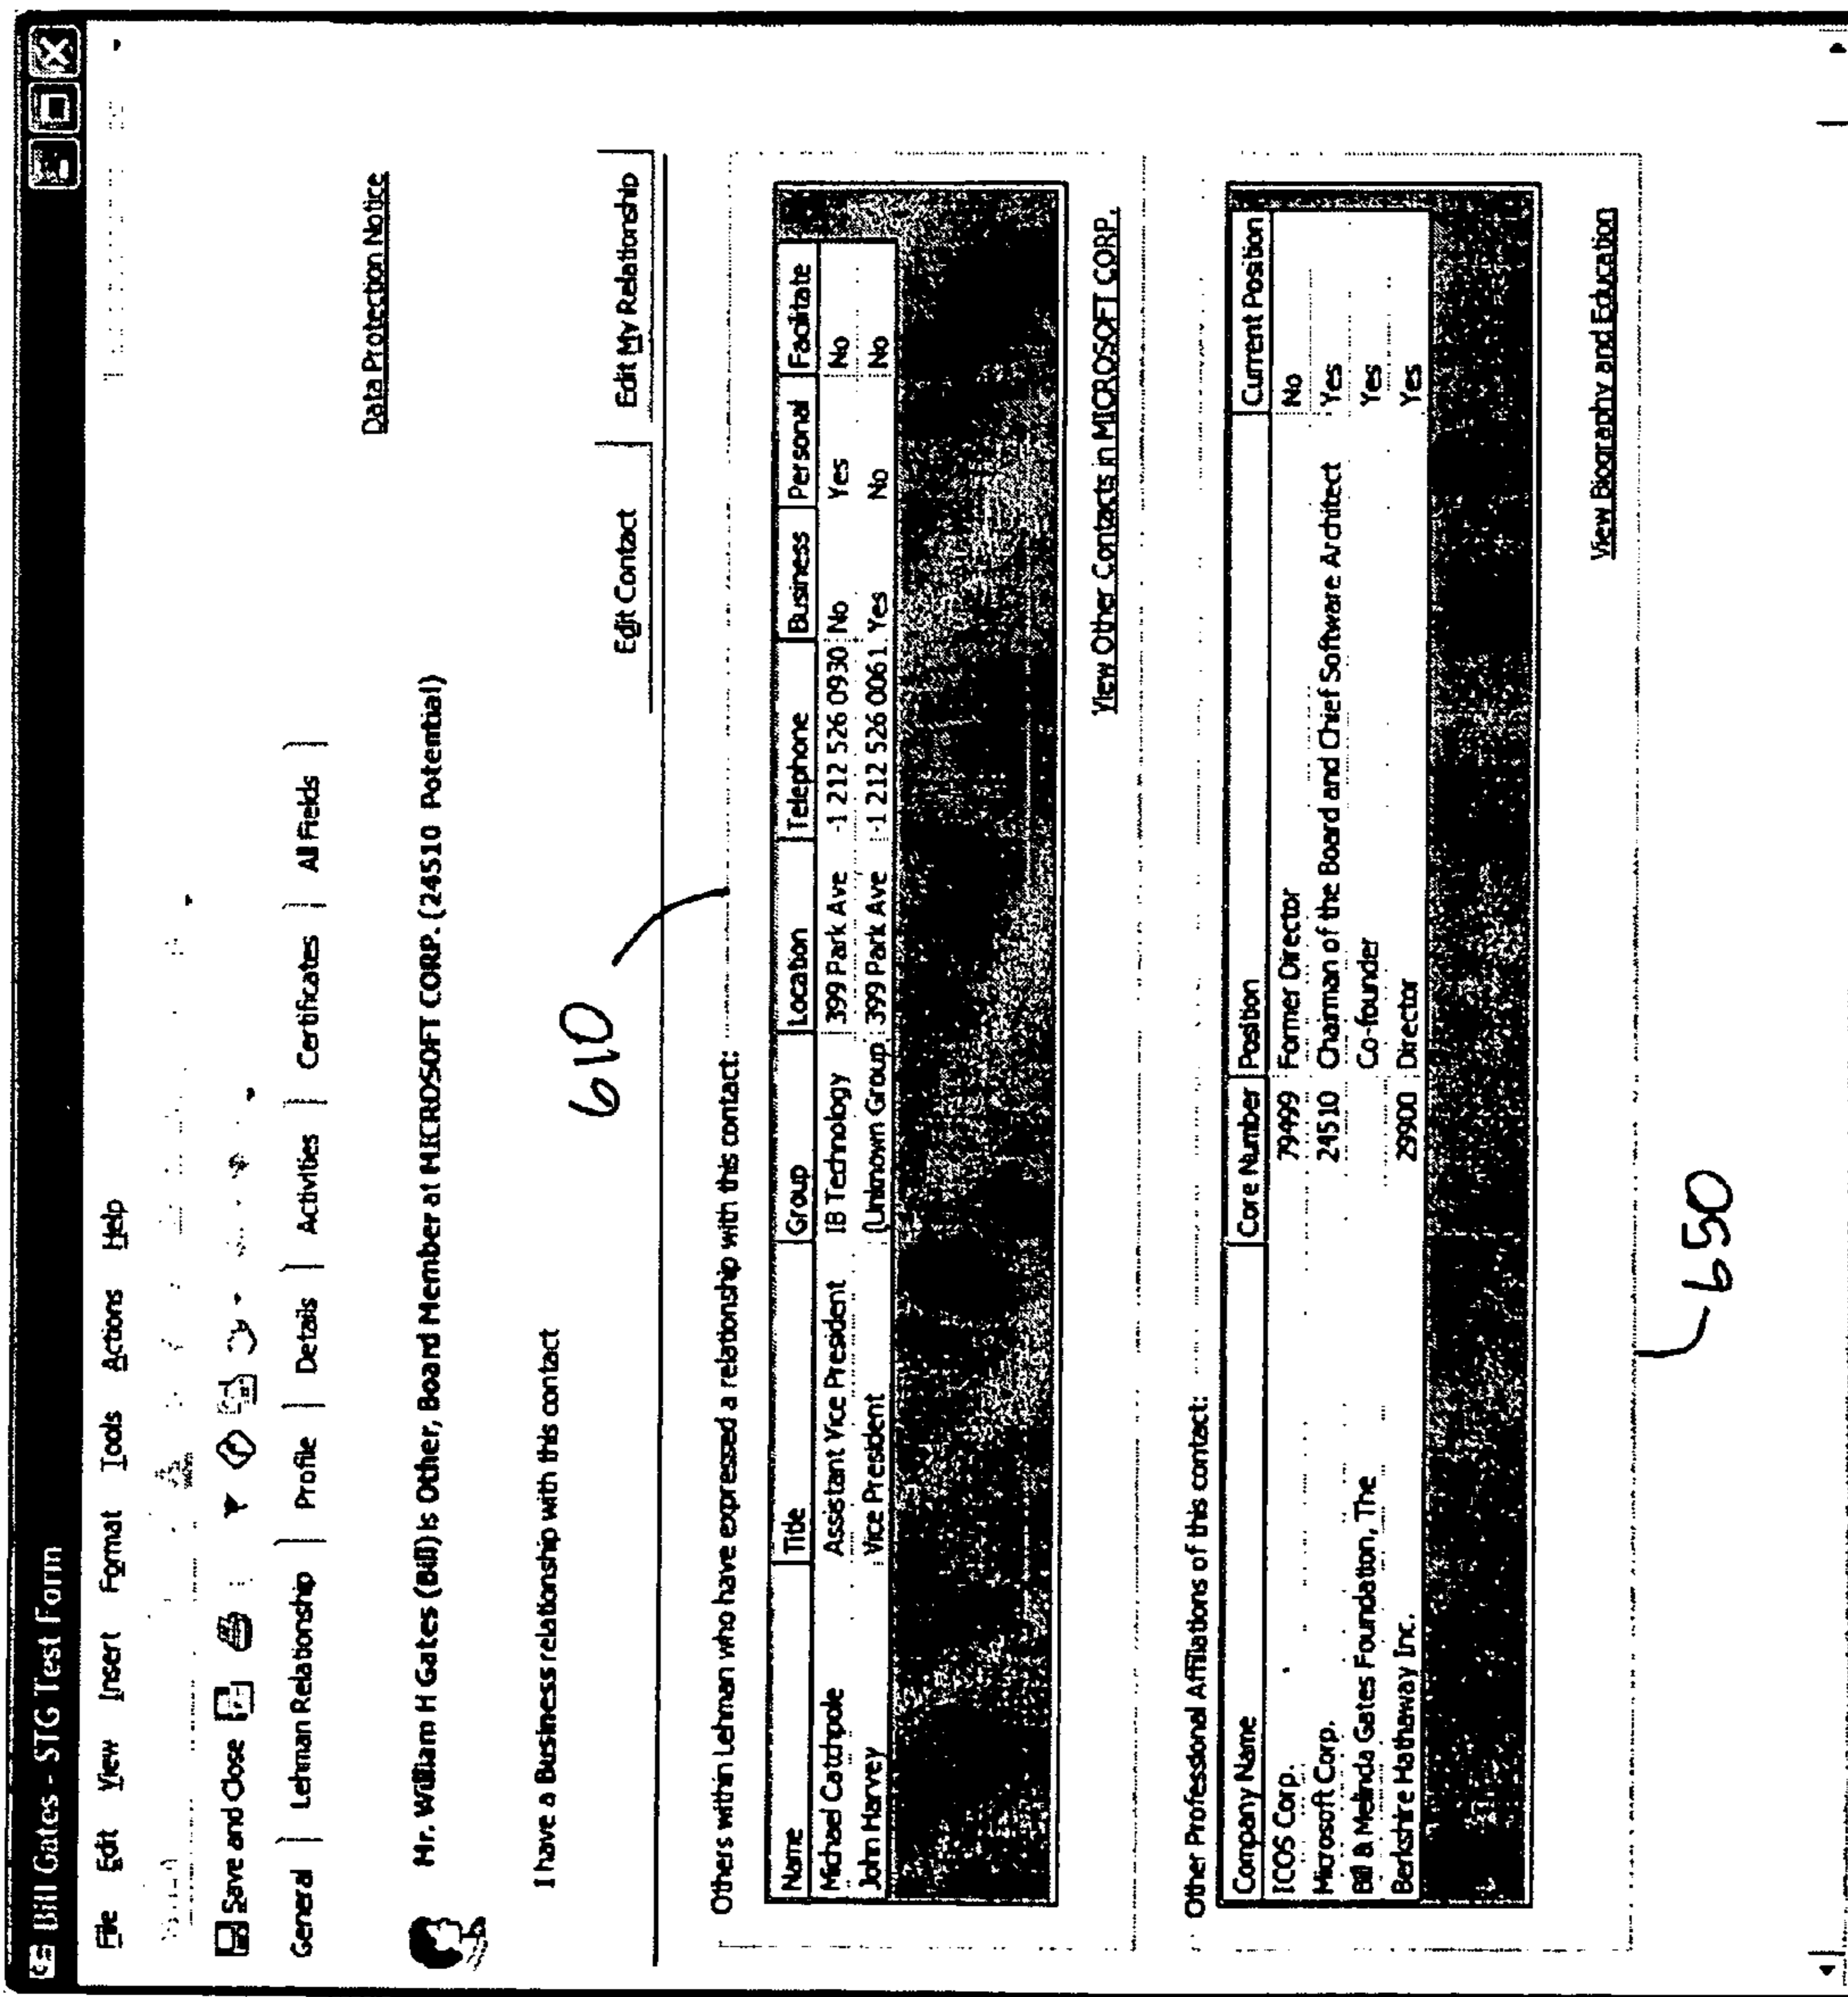 Bill Gates - STG Test Form
File Edit View Insert Format Tools Actions Help
Save and Close
General Lehman Relationship Profile Details Activities Certificates All Fields
Data Protection Notice
Mr. William H Gates (Bill) is Other, Board Member at MICROSOFT CORP. (24510 Potential)
I have a Business relationship with this contact
Edit Contact Edit My Relationship
610
Others within Lehman who have expressed a relationship with this contact:
Name Title Group Location Telephone Business Personal Facilitate
Michael Catchpole Assistant Vice President IB Technology 399 Park Ave -1 212 526 0930 No Yes No
John Harvey Vice President (Unknown Group 399 Park Ave -1 212 526 0061 Yes No No
View Other Contacts in MICROSOFT CORP.
Other Professional Affiliations of this contact:
Company Name Core Number Position Current Position
ICOS Corp. 79499 Former Director No
Microsoft Corp. 24510 Chairman of the Board and Chief Software Architect Yes
Bill & Melinda Gates Foundation, The Co-founder Yes
Berkshire Hathaway Inc. 29900 Director Yes
View Biography and Education
650